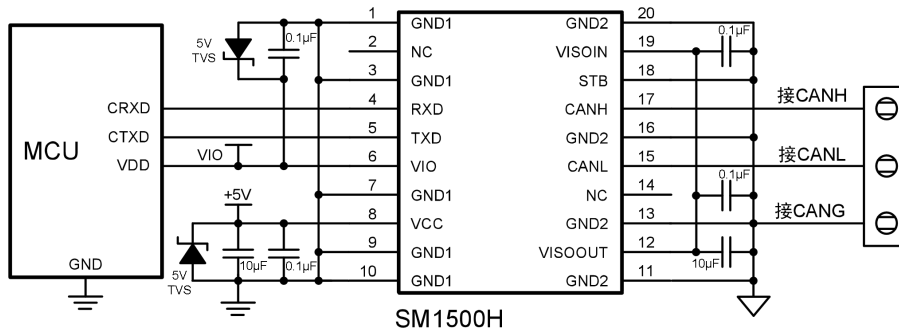 1 GND1 GND2 20
5V TVS 0.1μF 2 NC VISOIN 19 0.1μF
3 GND1 STB 18
CRXD 4 RXD CANH 17 接CANH
MCU CTXD 5 TXD GND2 16
VDD VIO 6 VIO CANL 15 接CANL
7 GND1 NC 14 0.1μF
+5V 8 VCC GND2 13 接CANG
9 GND1 VISOOUT 12
GND 5V TVS 10μF 0.1μF 10 GND1 GND2 11 10μF
SM1500H